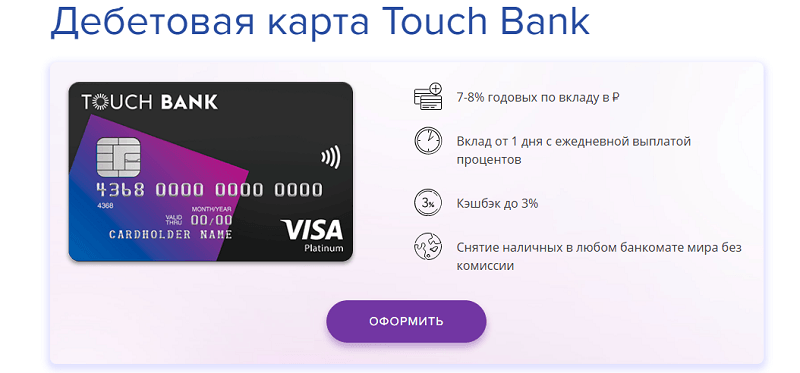 Дебетовая карта Touch Bank
TOUCH BANK
4368 0000 0000 0000
4368
MONTH/YEAR
VALID
THRU
00/00
CARDHOLDER NAME
VISA
Platinum
7-8% годовых по вкладу в ₽
Вклад от 1 дня с ежедневной выплатой
процентов
3%
Кэшбэк до 3%
Снятие наличных в любом банкомате мира без
комиссии
ОФОРМИТЬ